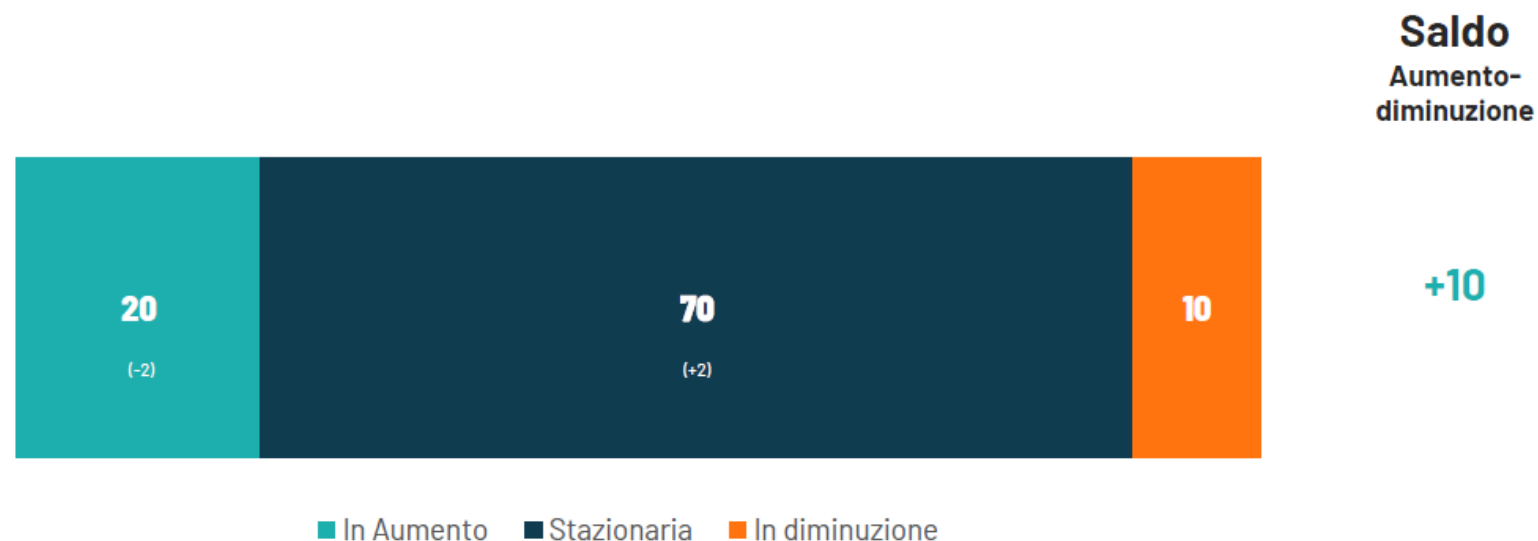 Saldo
Aumento-
diminuzione
20
70
10
+10
(-2)
(+2)
In Aumento
Stazionaria
In diminuzione